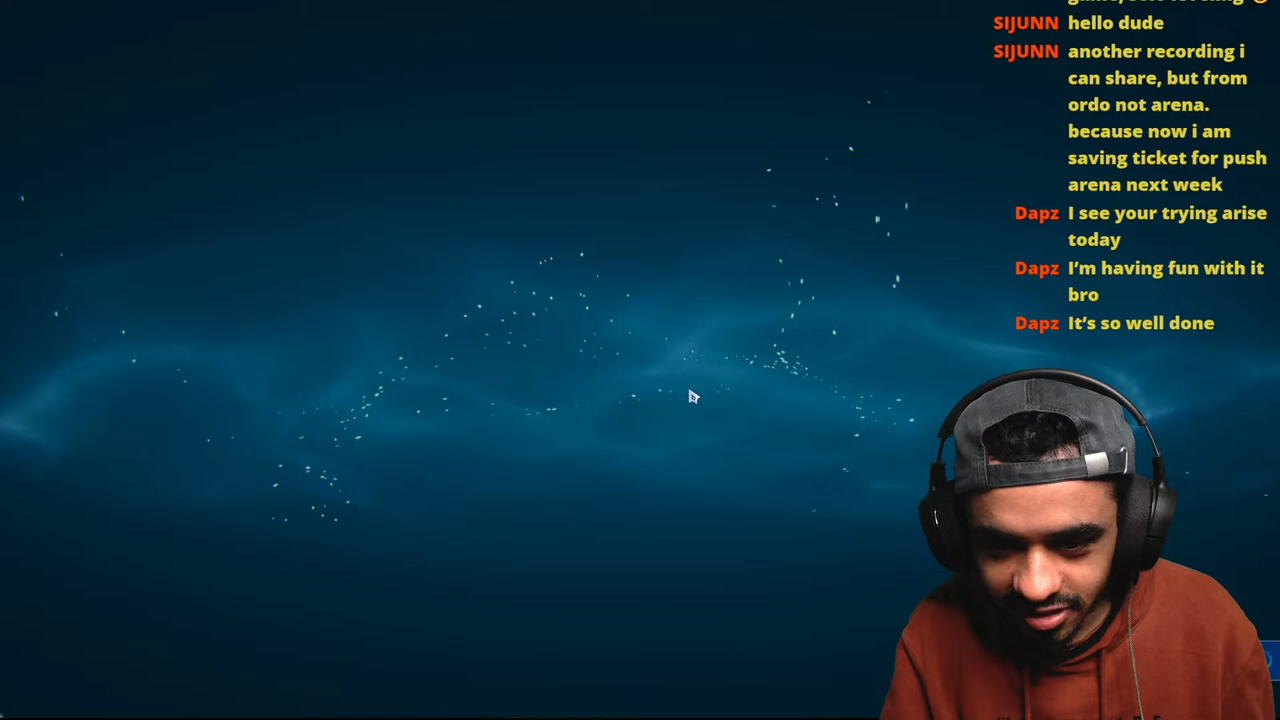 SIJUNN hello dude
SIJUNN another recording i
can share, but from
ordo not arena.
because now i am
saving ticket for push
arena next week
Dapz I see your trying arise
today
Dapz I’m having fun with it
bro
Dapz It’s so well done